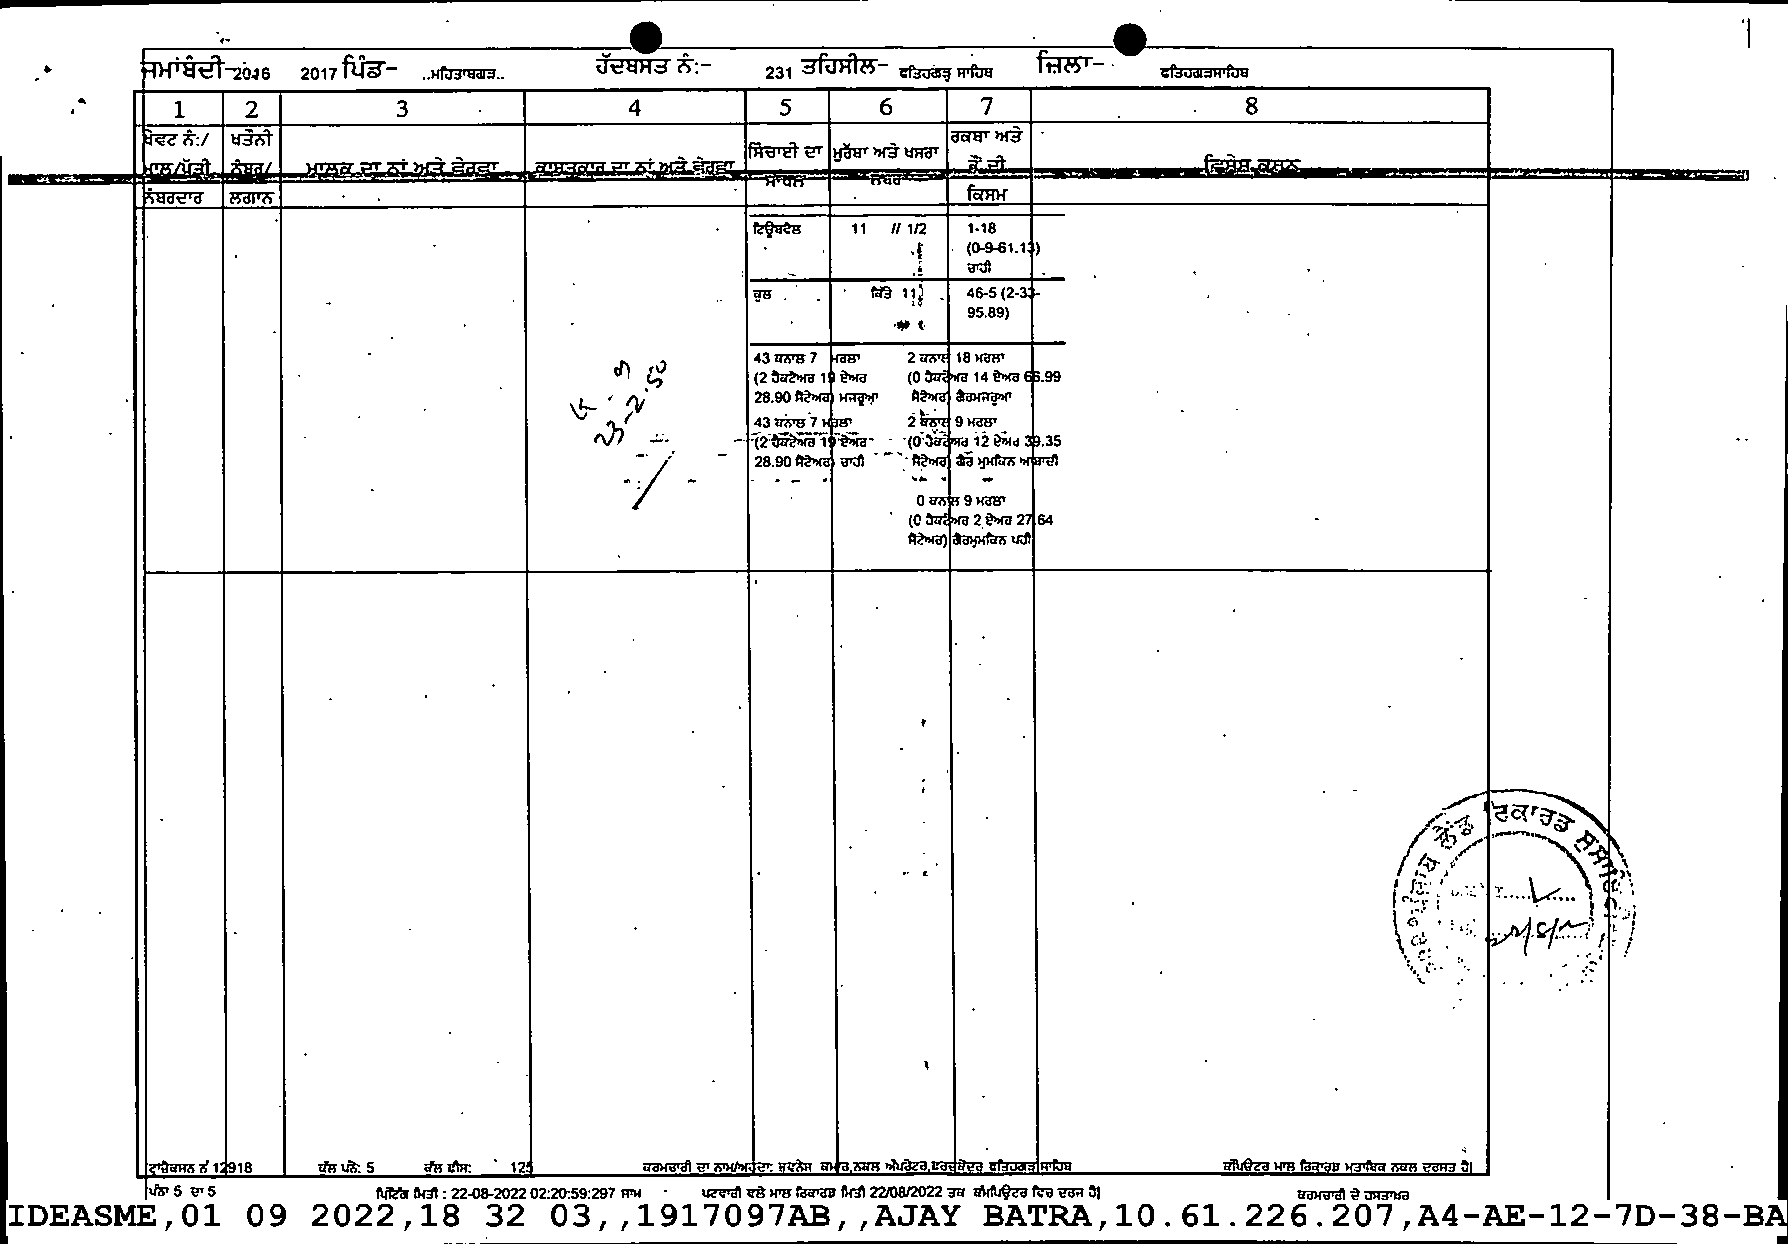 ਜਮਾਂਬੰਦੀ- 2016 2017 ਪਿੰਡ- ..ਮਹਿਤਾਬਗੜ.. ਹੱਦਬਸਤ ਨੰ:- 231 ਤਹਿਸੀਲ- ਫਤਿਹਗੜ੍ਹ ਸਾਹਿਬ ਜ਼ਿਲਾ- ਫਤਿਹਗੜਸਾਹਿਬ
1 2 3 4 5 6 7 8
ਖੇਵਟ ਨੰ:/ ਖਤੌਨੀ ਰਕਬਾ ਅਤੇ
ਮਾਲ/ਪੱਤੀ ਨੰਬਰ/ ਮਾਲਕ ਦਾ ਨਾਂ ਅਤੇ ਵੇਰਵਾ ਕਾਸ਼ਤਕਾਰ ਦਾ ਨਾਂ ਅਤੇ ਵੇਰਵਾ ਸਿੰਚਾਈ ਦਾ ਮੁਰੱਬਾ ਅਤੇ ਖਸਰਾ ਭੌਂ ਦੀ ਵਿਸ਼ੇਸ਼ ਕਥਨ
ਨੰਬਰਦਾਰ ਲਗਾਨ ਸਾਧਨ ਨੰਬਰ ਕਿਸਮ
ਟਿਊਬਵੈਲ 11 // 1/2 1-18
(0-9-61.13)
ਚਾਹੀ
ਕੁਲ ਕਿੱਤੇ 11 46-5 (2-33-
95.89)
43 ਕਨਾਲ 7 ਮਰਲਾ 2 ਕਨਾਲ 18 ਮਰਲਾ
(2 ਹੈਕਟੇਅਰ 19 ਏਅਰ (0 ਹੈਕਟੇਅਰ 14 ਏਅਰ 66.99
28.90 ਸੈਂਟੇਅਰ) ਮਜਰੂਆ ਸੈਂਟੇਅਰ) ਗੈਰਮਜਰੂਆ
43 ਕਨਾਲ 7 ਮਰਲਾ 2 ਕਨਾਲ 9 ਮਰਲਾ
(2 ਹੈਕਟੇਅਰ 19 ਏਅਰ (0 ਹੈਕਟੇਅਰ 12 ਏਅਰ 39.35
28.90 ਸੈਂਟੇਅਰ) ਚਾਹੀ ਸੈਂਟੇਅਰ) ਗੈਰ ਮੁਮਕਿਨ ਆਬਾਦੀ
0 ਕਨਾਲ 9 ਮਰਲਾ
(0 ਹੈਕਟੇਅਰ 2 ਏਅਰ 27.64
ਸੈਂਟੇਅਰ) ਗੈਰਮੁਮਕਿਨ ਪਹੀ
23-2.50
ਪੰਜਾਬ ਲੈਂਡ ਰਿਕਾਰਡ ਸੁਸਾਇਟੀ
ਟ੍ਰਾਂਜੈਕਸਨ ਨੰ 12918 ਕੁੱਲ ਪੰਨੇ: 5 ਕੁੱਲ ਫੀਸ: 125 ਕਰਮਚਾਰੀ ਦਾ ਨਾਮ/ਅਹੁਦਾ: ਭਵਨੇਸ਼ ਕੁਮਾਰ,ਨਕਲ ਅੋਪਰੇਟਰ,ਫਰਦਕੇਂਦਰ ਫਤਿਹਗੜ ਸਾਹਿਬ ਕੰਪਿਊਟਰ ਮਾਲ ਰਿਕਾਰਡ ਮੁਤਾਬਿਕ ਨਕਲ ਦਰੁਸਤ ਹੈ|
ਪੰਨਾ 5 ਦਾ 5 ਪ੍ਰਿੰਟਿੰਗ ਮਿਤੀ : 22-08-2022 02:20:59:297 ਸ਼ਾਮ ਪਟਵਾਰੀ ਵਲੋਂ ਮਾਲ ਰਿਕਾਰਡ ਮਿਤੀ 22/08/2022 ਤਕ ਕੰਮਪਿਊਟਰ ਵਿਚ ਦਰਜ ਹੈ| ਕਰਮਚਾਰੀ ਦੇ ਹਸਤਾਖਰ
IDEASME,01 09 2022,18 32 03,,1917097AB,,AJAY BATRA,10.61.226.207,A4-AE-12-7D-38-BA